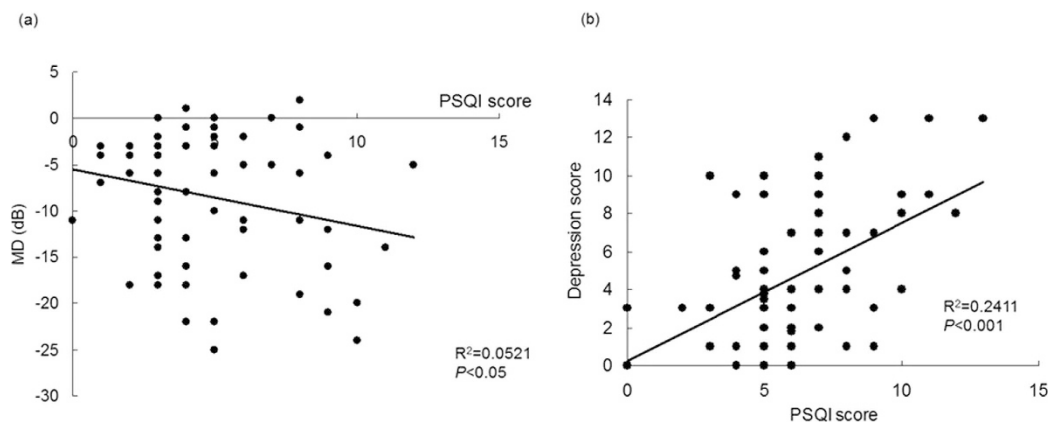 (a)
5
0
-5
-10
-15
-20
-25
-30
0
5
10
15
PSQI score
MD (dB)
R²=0.0521
P<0.05
(b)
14
12
10
8
6
4
2
0
0
5
10
15
Depression score
PSQI score
R²=0.2411
P<0.001